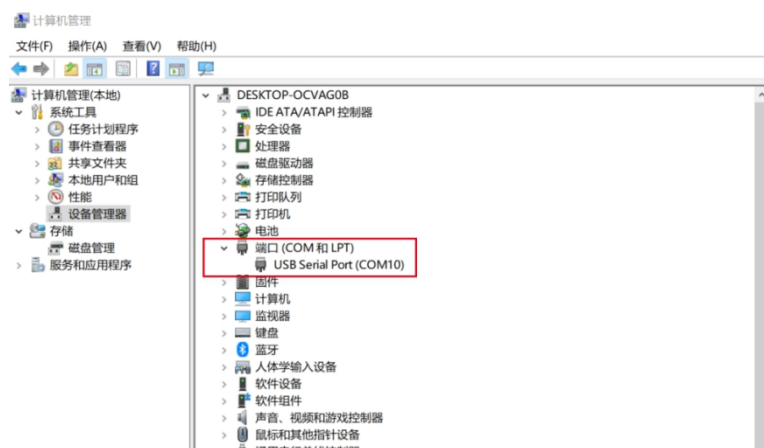 计算机管理
文件(F) 操作(A) 查看(V) 帮助(H)
计算机管理(本地)
系统工具
任务计划程序
事件查看器
共享文件夹
本地用户和组
性能
设备管理器
存储
磁盘管理
服务和应用程序
DESKTOP-OCVAG0B
IDE ATA/ATAPI 控制器
安全设备
处理器
磁盘驱动器
存储控制器
打印队列
打印机
电池
端口 (COM 和 LPT)
USB Serial Port (COM10)
固件
计算机
监视器
键盘
蓝牙
人体学输入设备
软件设备
软件组件
声音、视频和游戏控制器
鼠标和其他指针设备